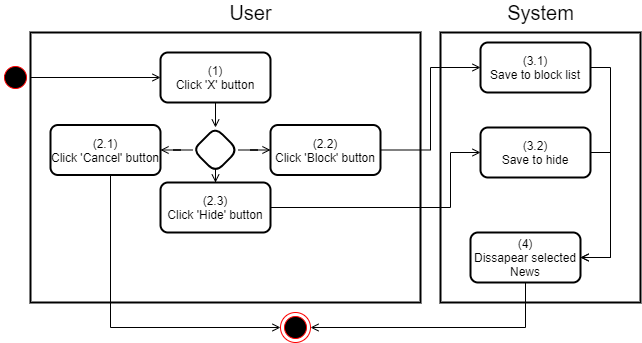 User
System
(1)
Click 'X' button
(2.1)
Click 'Cancel' button
(2.2)
Click 'Block' button
(2.3)
Click 'Hide' button
(3.1)
Save to block list
(3.2)
Save to hide
(4)
Dissapear selected
News